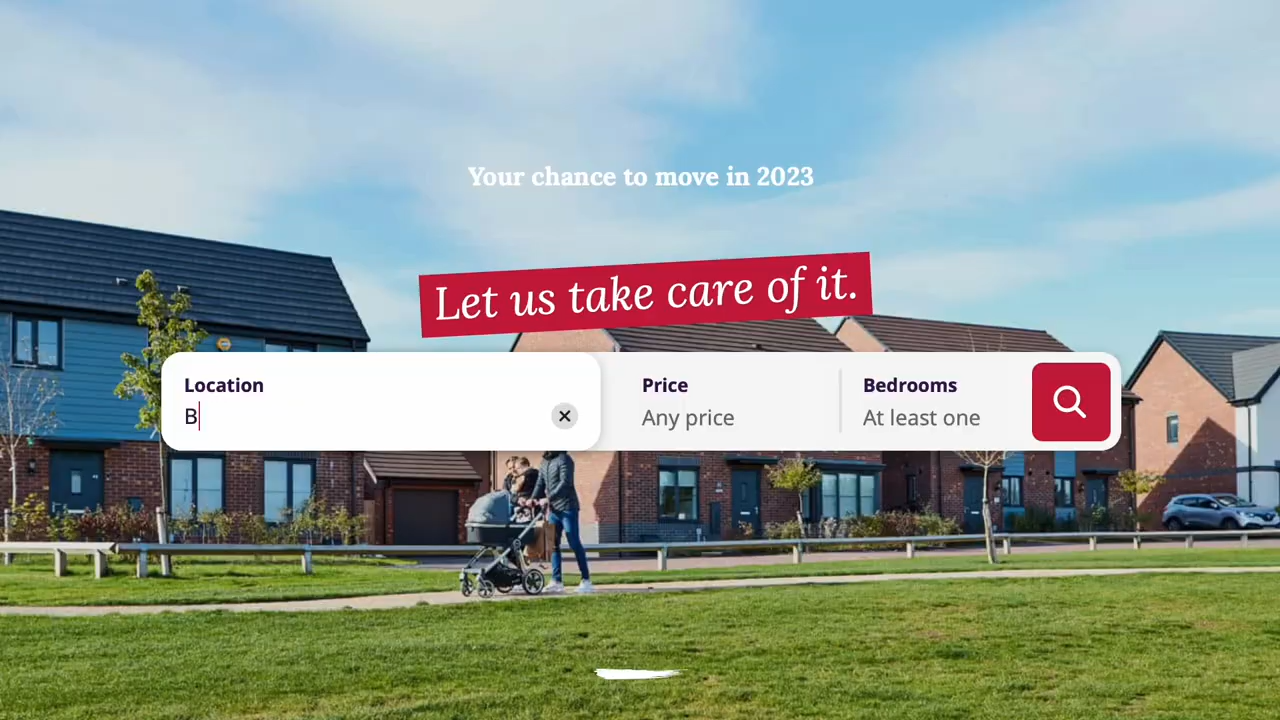 Your chance to move in 2023
Let us take care of it.
Location
B
Price
Any price
Bedrooms
At least one